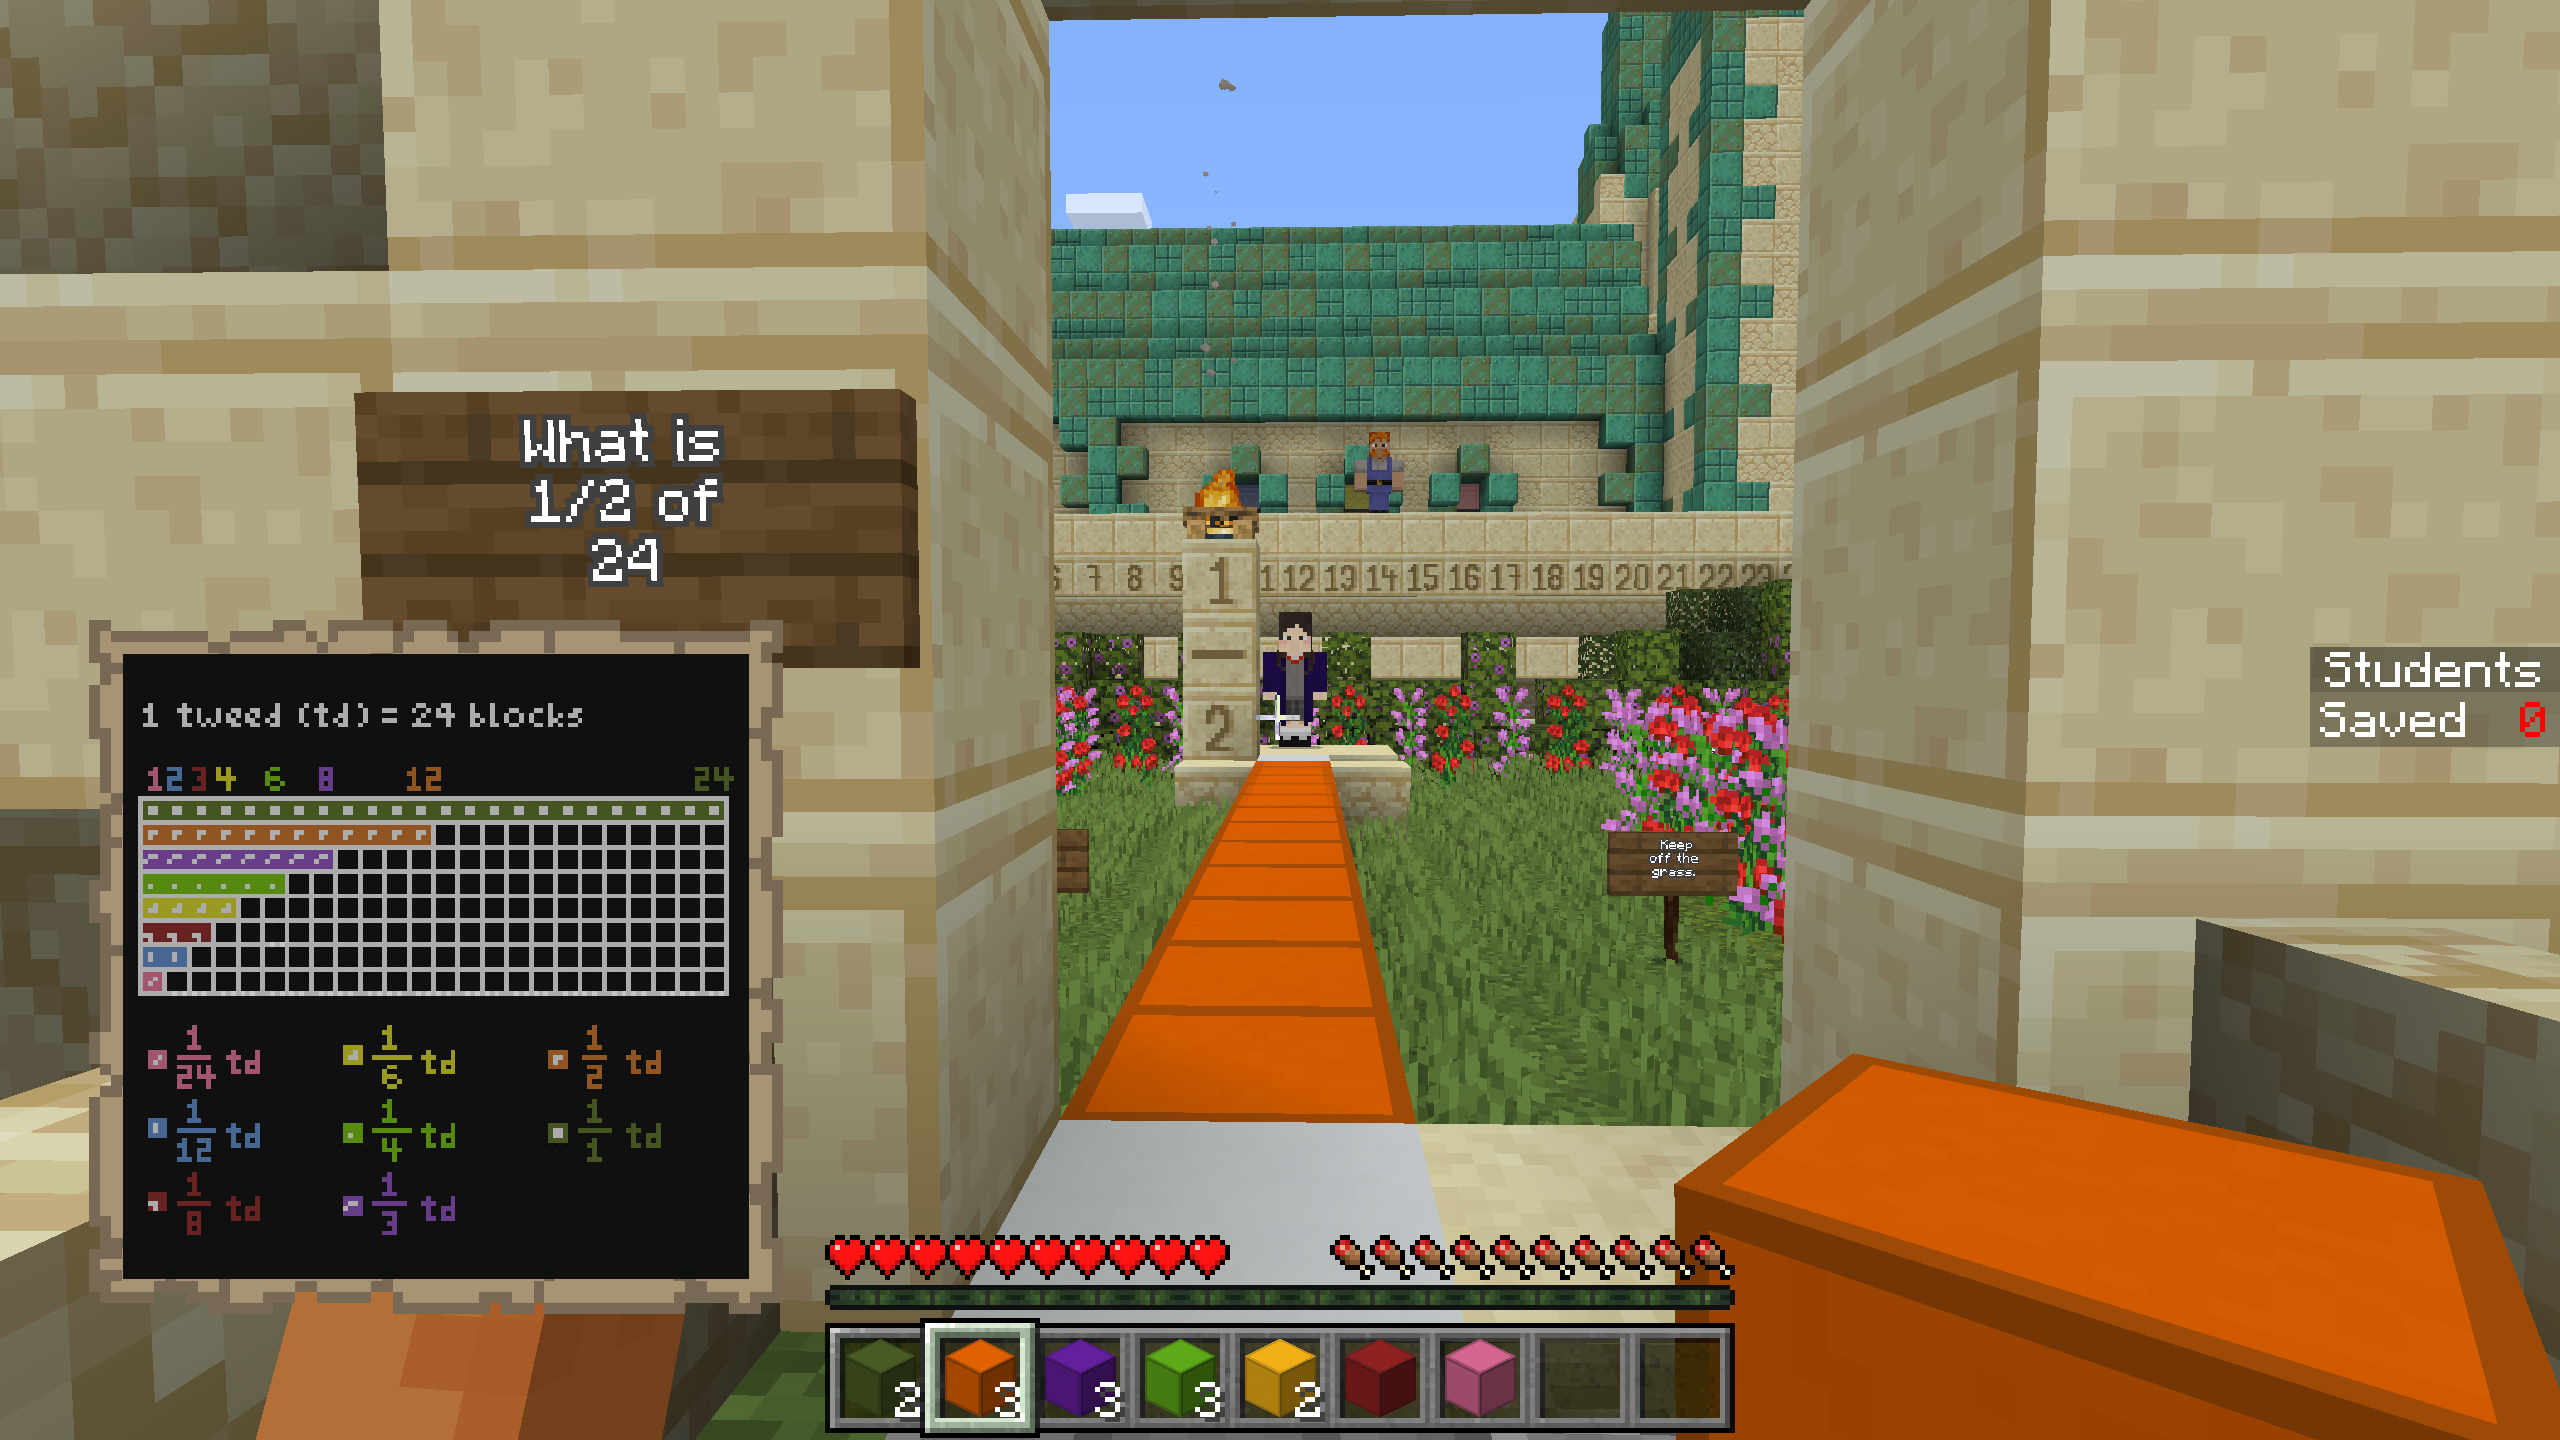 What is
1/2 of
24
1 tweed (td) = 24 blocks
1 2 3 4 6 8 12 24
1/24 td
1/6 td
1/2 td
1/12 td
1/4 td
1/1 td
1/8 td
1/3 td
1
2
7 8 9 11 12 13 14 15 16 17 18 19 20 21 22 23
Keep
off the
grass.
Students
Saved 0
2 3 3 3 2